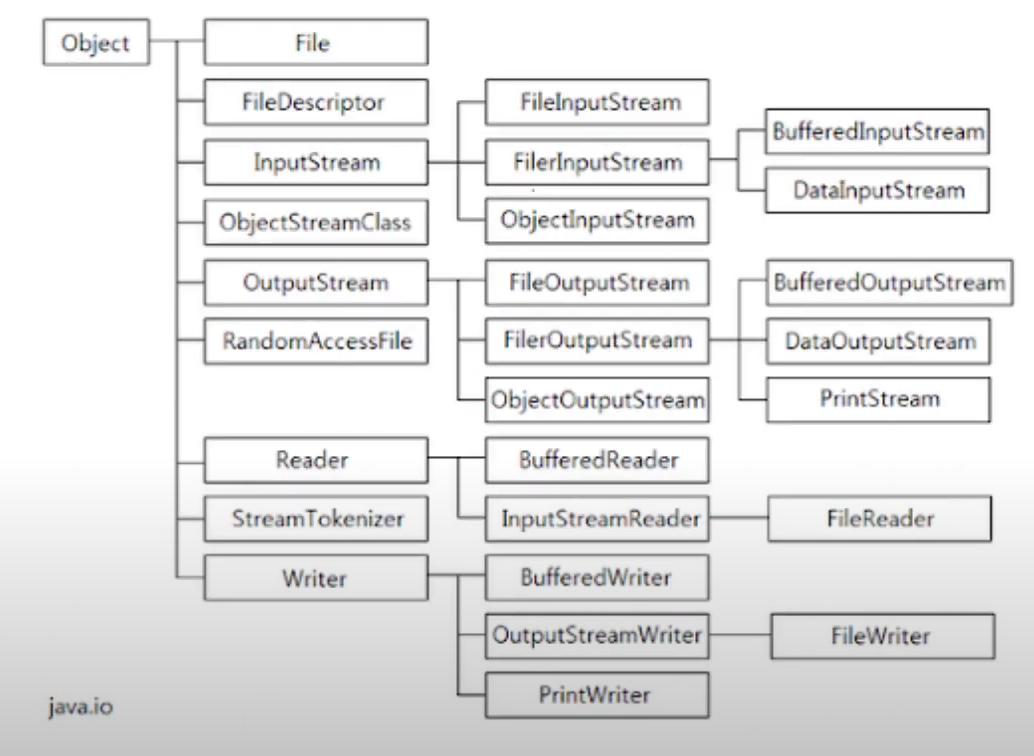 Object
File
FileDescriptor
FileInputStream
BufferedInputStream
InputStream
FilerInputStream
DataInputStream
ObjectStreamClass
ObjectInputStream
OutputStream
FileOutputStream
BufferedOutputStream
RandomAccessFile
FilerOutputStream
DataOutputStream
ObjectOutputStream
PrintStream
Reader
BufferedReader
StreamTokenizer
InputStreamReader
FileReader
Writer
BufferedWriter
OutputStreamWriter
FileWriter
PrintWriter
java.io